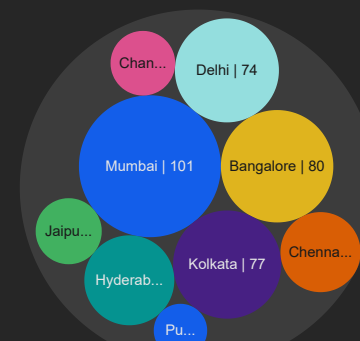 Chan...
Delhi | 74
Mumbai | 101
Bangalore | 80
Jaipu...
Chenna...
Kolkata | 77
Hyderab...
Pu...